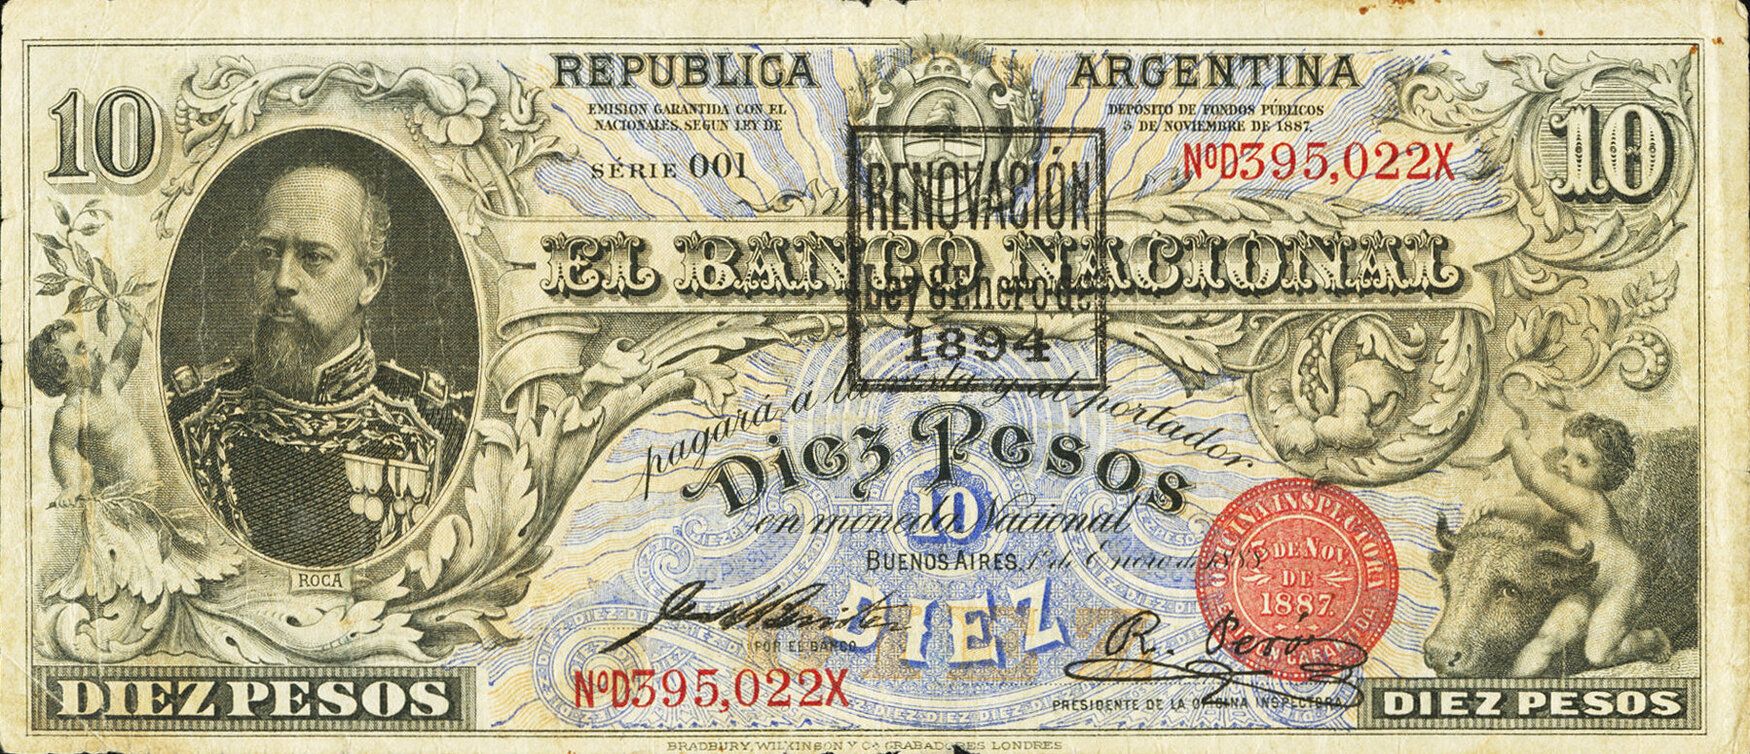 10
REPUBLICA ARGENTINA
10
EMISION GARANTIDA CON EL DEPÓSITO DE FONDOS PÚBLICOS
NACIONALES, SEGUN LEY DE 3 DE NOVIEMBRE DE 1887.
SÉRIE 001
NºD395,022X
RENOVACIÓN
EL BANCO NACIONAL
Ley 8 Enero de
1894
pagará á la vista y al portador
Diez Pesos
10
en moneda Nacional
BUENOS AIRES, 1º de Enero de 1888.
OFICINA INSPECTORA
3 DE NOV.
DE
1887.
ROCA
DIEZ
POR EL BANCO
R. Peró
NºD395,022X
PRESIDENTE DE LA OFICINA INSPECTORA
DIEZ PESOS
DIEZ PESOS
BRADBURY, WILKINSON Y Cª GRABADORES LONDRES